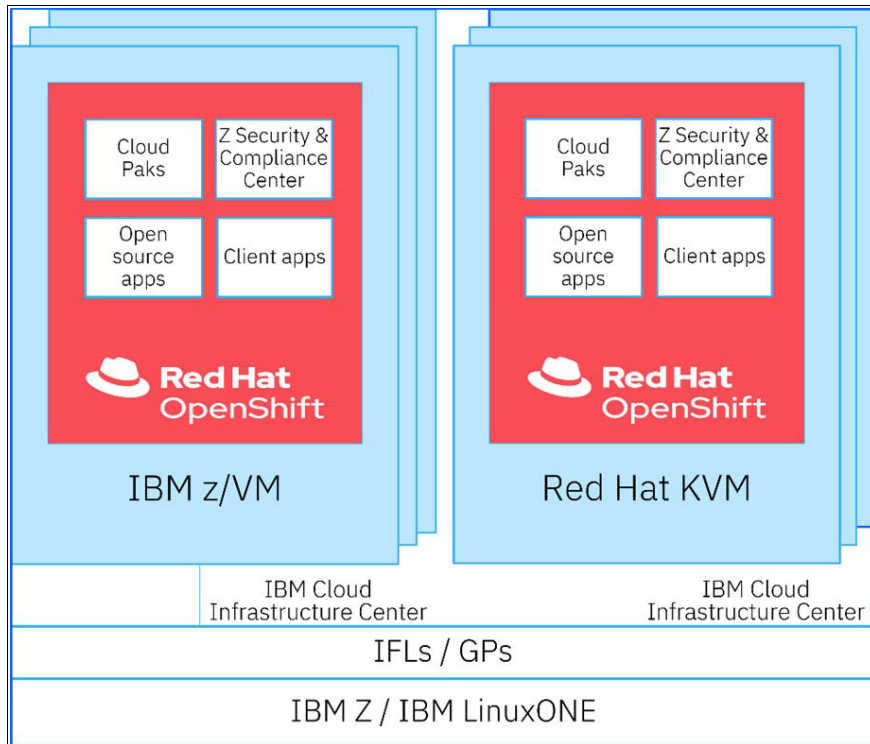 Cloud
Paks
Z Security &
Compliance
Center
Open
source
apps
Client apps
Red Hat
OpenShift
IBM z/VM
IBM Cloud
Infrastructure Center
Cloud
Paks
Z Security &
Compliance
Center
Open
source
apps
Client apps
Red Hat
OpenShift
Red Hat KVM
IBM Cloud
Infrastructure Center
IFLs / GPs
IBM Z / IBM LinuxONE